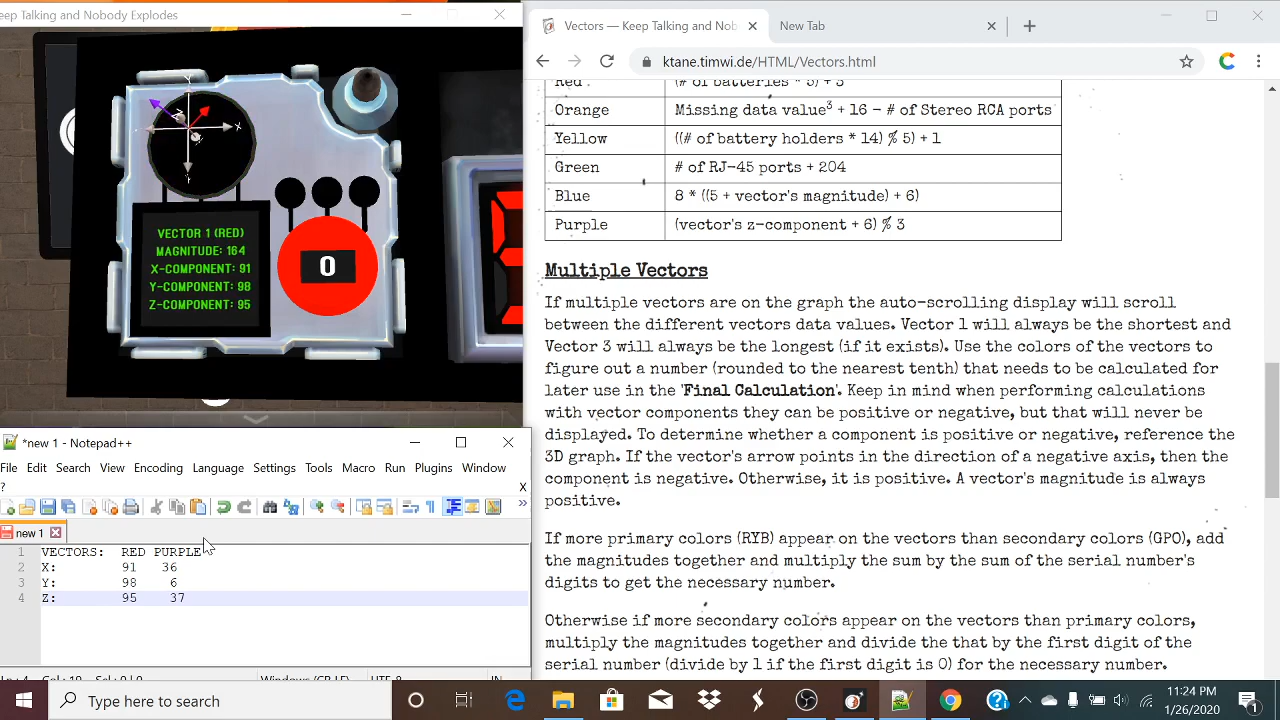 eep Talking and Nobody Explodes
VECTOR 1 (RED)
MAGNITUDE: 164
X-COMPONENT: 91
Y-COMPONENT: 98
Z-COMPONENT: 95
0
Y
X
*new 1 - Notepad++
File Edit Search View Encoding Language Settings Tools Macro Run Plugins Window
?
X
new 1
1 VECTORS: RED PURPLE
2 X: 91 36
3 Y: 98 6
4 Z: 95 37
Windows (CR LF) UTF-8
Vectors — Keep Talking and Nob
ktane.timwi.de/HTML/Vectors.html
Red (# of batteries
Orange Missing data value³ + 16 - # of Stereo RCA ports
Yellow ((# of battery holders * 14) % 5) + 1
Green # of RJ-45 ports + 204
Blue 8 * ((5 + vector's magnitude) + 6)
Purple (vector's z-component + 6) % 3
Multiple Vectors
If multiple vectors are on the graph then auto-scrolling display will scroll
between the different vectors data values. Vector 1 will always be the shortest and
Vector 3 will always be the longest (if it exists). Use the colors of the vectors to
figure out a number (rounded to the nearest tenth) that needs to be calculated for
later use in the 'Final Calculation'. Keep in mind when performing calculations
with vector components they can be positive or negative, but that will never be
displayed. To determine whether a component is positive or negative, reference the
3D graph. If the vector's arrow points in the direction of a negative axis, then the
component is negative. Otherwise, it is positive. A vector's magnitude is always
positive.
If more primary colors (RYB) appear on the vectors than secondary colors (GPO), add
the magnitudes together and multiply the sum by the sum of the serial number's
digits to get the necessary number.
Otherwise if more secondary colors appear on the vectors than primary colors,
multiply the magnitudes together and divide the that by the first digit of the
serial number (divide by 1 if the first digit is 0) for the necessary number.
Type here to search
11:24 PM
1/26/2020